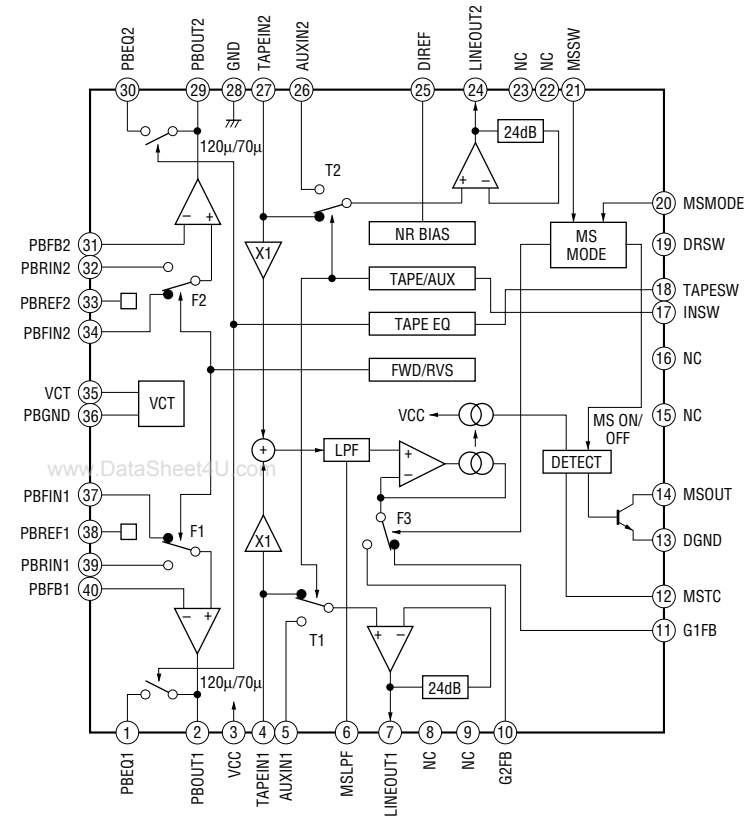 PBEQ2
PBOUT2
GND
TAPEIN2
AUXIN2
DIREF
LINEOUT2
NC
NC
MSSW
30
29
28
27
26
25
24
23
22
21
120μ/70μ
24dB
T2
+ −
− +
NR BIAS
X1
MS
MODE
20 MSMODE
19 DRSW
18 TAPESW
17 INSW
16 NC
15 NC
14 MSOUT
13 DGND
12 MSTC
11 G1FB
PBFB2 31
PBRIN2 32
PBREF2 33
PBFIN2 34
F2
TAPE/AUX
TAPE EQ
FWD/RVS
VCT 35
PBGND 36
VCT
VCC
MS ON/
OFF
+
LPF
+
−
DETECT
www.DataSheet4U.com
PBFIN1 37
PBREF1 38
PBRIN1 39
PBFB1 40
F1
X1
F3
− +
T1
+ −
120μ/70μ
24dB
1
2
3
4
5
6
7
8
9
10
PBEQ1
PBOUT1
VCC
TAPEIN1
AUXIN1
MSLPF
LINEOUT1
NC
NC
G2FB